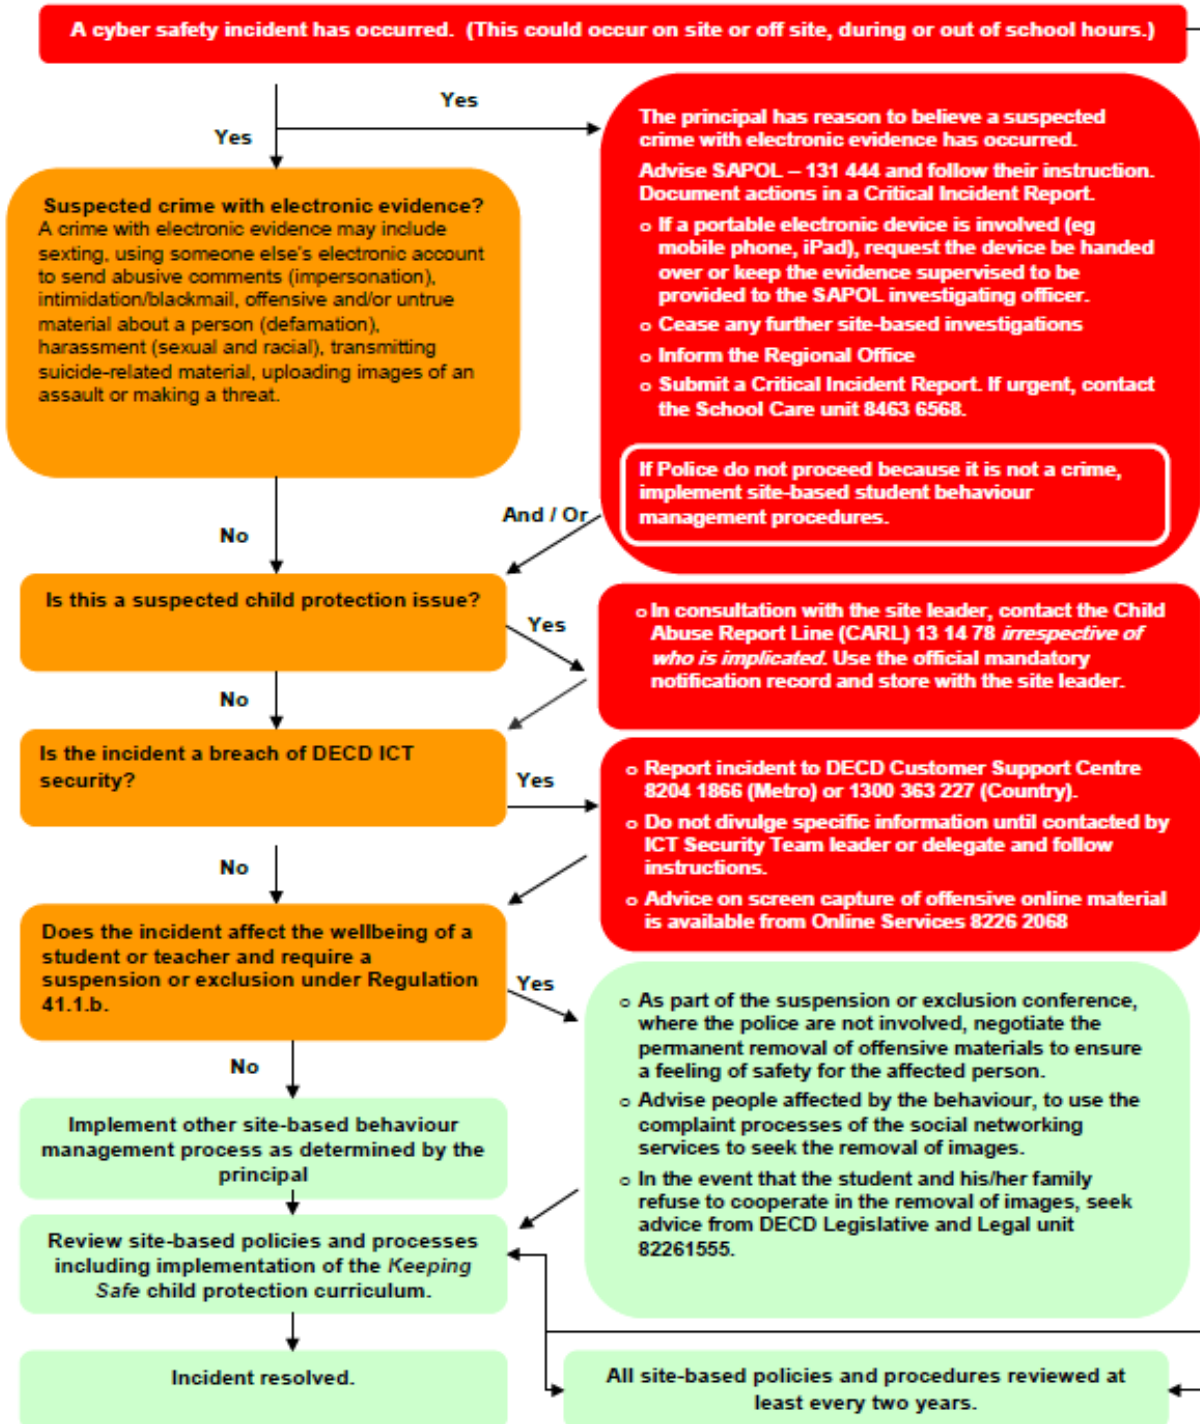 A cyber safety incident has occurred. (This could occur on site or off site, during or out of school hours.)
Yes
Yes
The principal has reason to believe a suspected
crime with electronic evidence has occurred.
Advise SAPOL – 131 444 and follow their instruction.
Document actions in a Critical Incident Report.
o If a portable electronic device is involved (eg
mobile phone, iPad), request the device be handed
over or keep the evidence supervised to be
provided to the SAPOL investigating officer.
o Cease any further site-based investigations
o Inform the Regional Office
o Submit a Critical Incident Report. If urgent, contact
the School Care unit 8463 6568.
If Police do not proceed because it is not a crime,
implement site-based student behaviour
management procedures.
Suspected crime with electronic evidence?
A crime with electronic evidence may include
sexting, using someone else's electronic account
to send abusive comments (impersonation),
intimidation/blackmail, offensive and/or untrue
material about a person (defamation),
harassment (sexual and racial), transmitting
suicide-related material, uploading images of an
assault or making a threat.
No
And / Or
Is this a suspected child protection issue?
Yes
o In consultation with the site leader, contact the Child
Abuse Report Line (CARL) 13 14 78 irrespective of
who is implicated. Use the official mandatory
notification record and store with the site leader.
No
Is the incident a breach of DECD ICT
security?
Yes
o Report incident to DECD Customer Support Centre
8204 1866 (Metro) or 1300 363 227 (Country).
o Do not divulge specific information until contacted by
ICT Security Team leader or delegate and follow
instructions.
o Advice on screen capture of offensive online material
is available from Online Services 8226 2068
No
Does the incident affect the wellbeing of a
student or teacher and require a
suspension or exclusion under Regulation
41.1.b.
Yes
o As part of the suspension or exclusion conference,
where the police are not involved, negotiate the
permanent removal of offensive materials to ensure
a feeling of safety for the affected person.
o Advise people affected by the behaviour, to use the
complaint processes of the social networking
services to seek the removal of images.
o In the event that the student and his/her family
refuse to cooperate in the removal of images, seek
advice from DECD Legislative and Legal unit
82261555.
No
Implement other site-based behaviour
management process as determined by the
principal
Review site-based policies and processes
including implementation of the Keeping
Safe child protection curriculum.
Incident resolved.
All site-based policies and procedures reviewed at
least every two years.